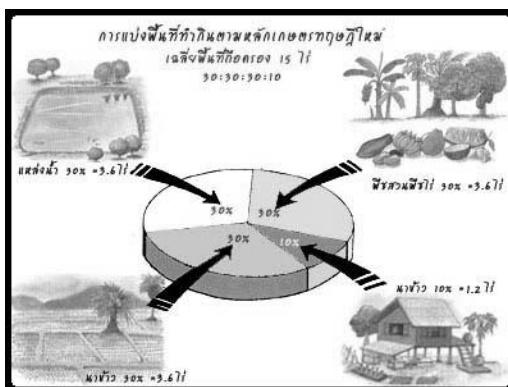 การแบ่งพื้นที่ทำกินตามหลักเกษตรทฤษฎีใหม่
เฉลี่ยพื้นที่ถือครอง 15 ไร่
30:30:30:10
แหล่งน้ำ 30% =3.6ไร่
พืชสวนพืชไร่ 30% =3.6ไร่
30%
30%
30%
10%
นาข้าว 10% =1.2 ไร่
นาข้าว 30% =3.6ไร่